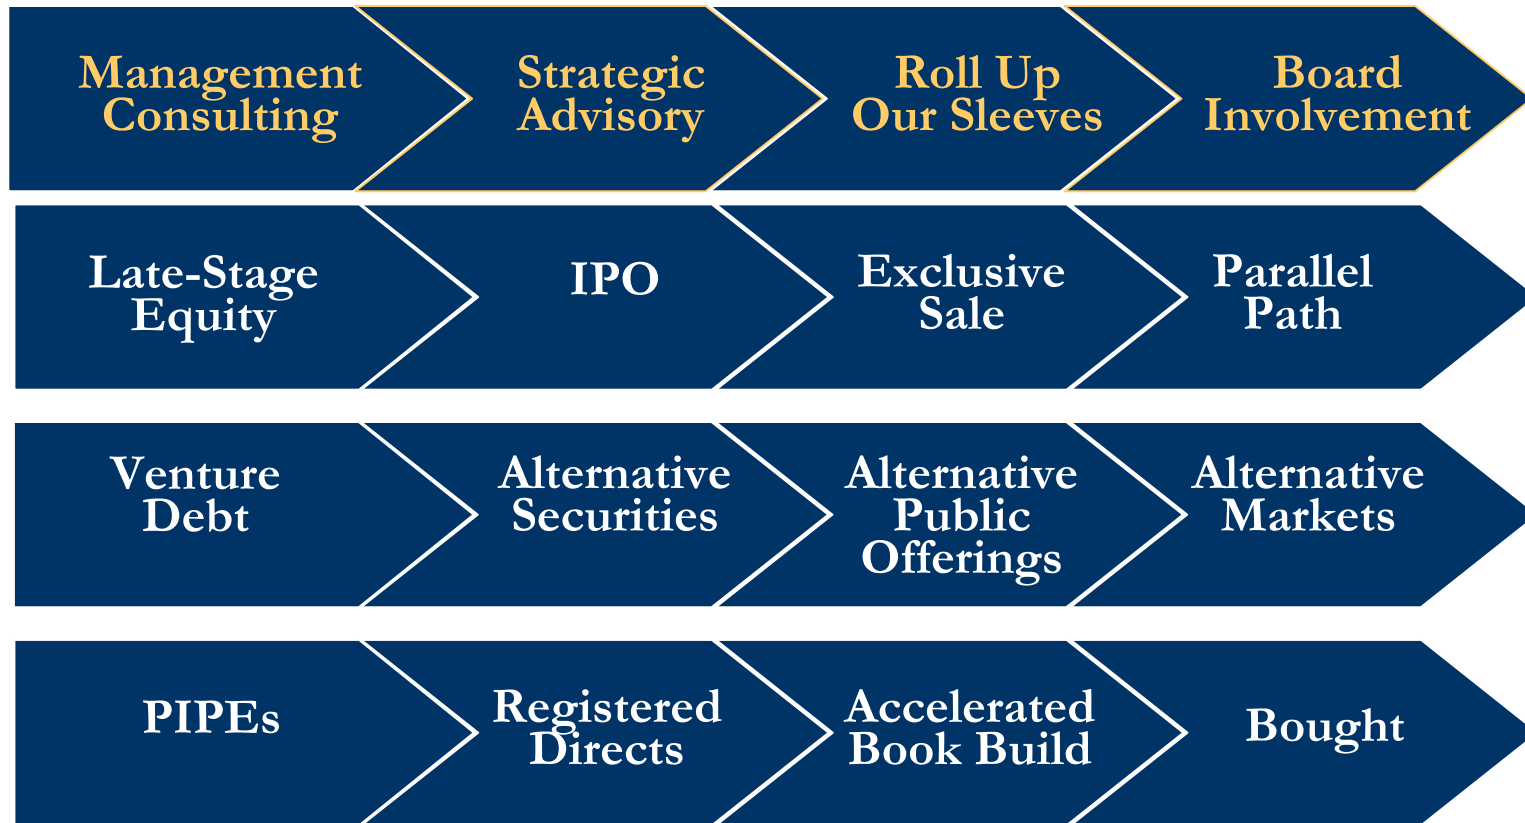 Management
Consulting
Strategic
Advisory
Roll Up
Our Sleeves
Board
Involvement
Late-Stage
Equity
IPO
Exclusive
Sale
Parallel
Path
Venture
Debt
Alternative
Securities
Alternative
Public
Offerings
Alternative
Markets
PIPEs
Registered
Directs
Accelerated
Book Build
Bought